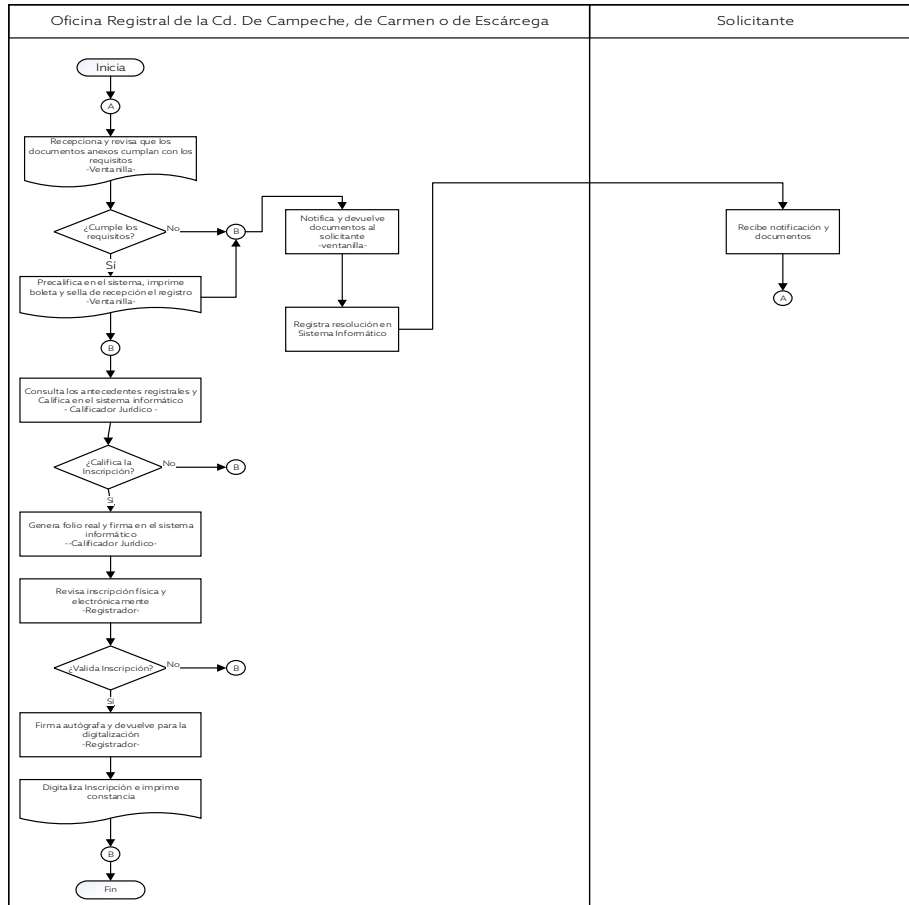 Oficina Registral de la Cd. De Campeche, de Carmen o de Escárcega
Solicitante
Inicia
A
Recepciona y revisa que los
documentos anexos cumplan con los
requisitos
-Ventanilla-
¿Cumple los
requisitos?
No
B
Notifica y devuelve
documentos al
solicitante
-ventanilla-
Recibe notificación y
documentos
Sí
Precalifica en el sistema, imprime
boleta y sella de recepción el registro
-Ventanilla-
Registra resolución en
Sistema Informático
A
B
Consulta los antecedentes registrales y
Califica en el sistema informático
- Calificador Jurídico -
¿Califica la
Inscripción?
No
B
Sí
Genera folio real y firma en el sistema
informático
--Calificador Jurídico-
Revisa inscripción física y
electrónicamente
-Registrador-
¿Valida Inscripción?
No
B
Sí
Firma autógrafa y devuelve para la
digitalización
-Registrador-
Digitaliza Inscripción e imprime
constancia
B
Fin